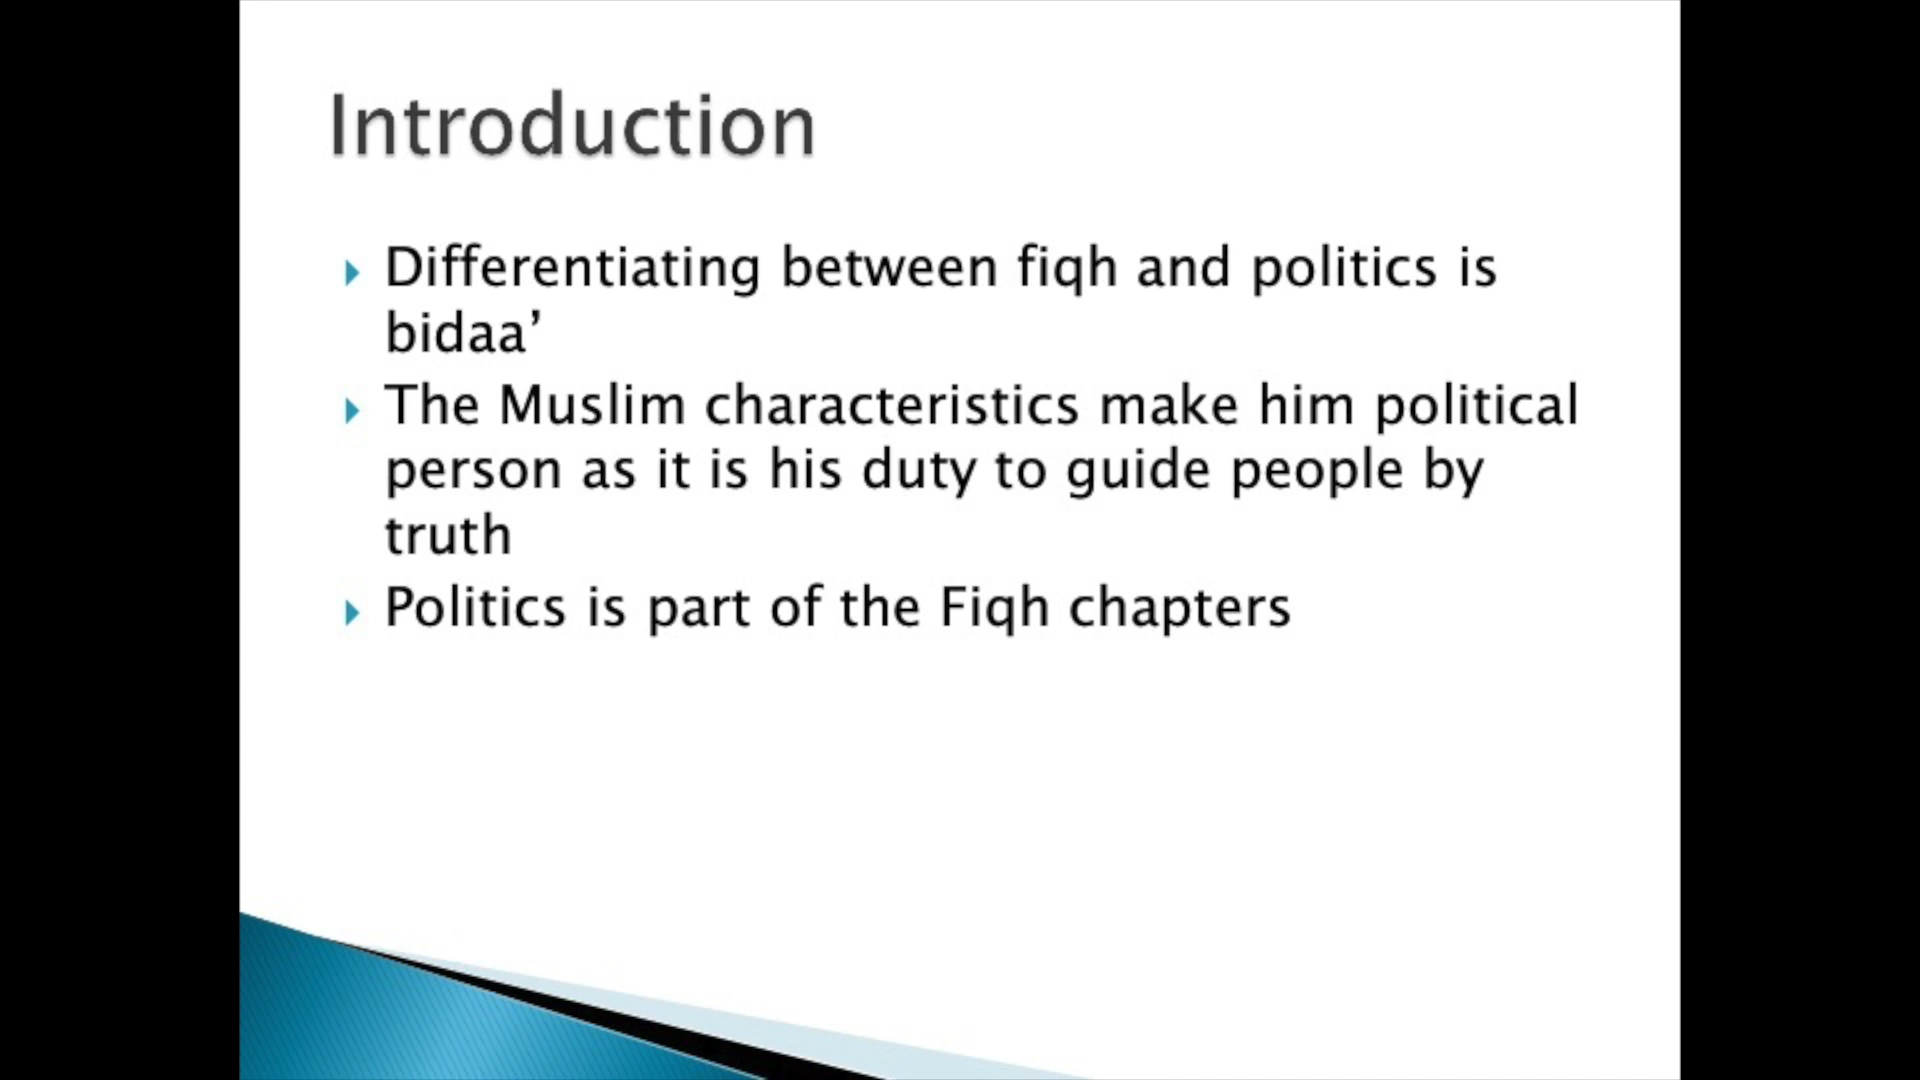 Introduction
Differentiating between fiqh and politics is
bidaa’
The Muslim characteristics make him political
person as it is his duty to guide people by
truth
Politics is part of the Fiqh chapters